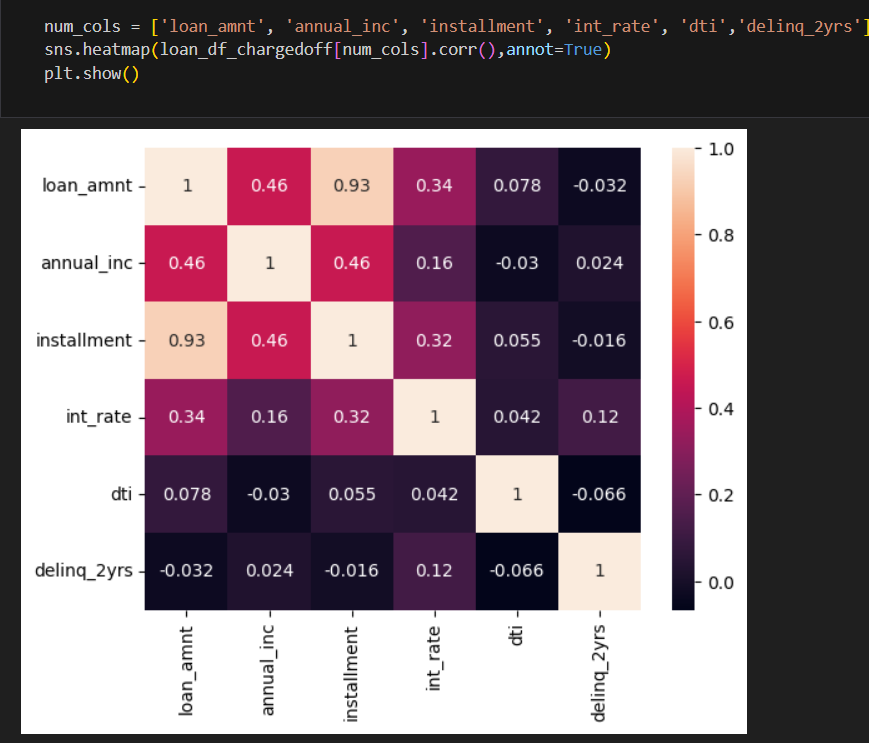 num_cols = ['loan_amnt', 'annual_inc', 'installment', 'int_rate', 'dti','delinq_2yrs']
sns.heatmap(loan_df_chargedoff[num_cols].corr(),annot=True)
plt.show()
loan_amnt 1 0.46 0.93 0.34 0.078 -0.032
annual_inc 0.46 1 0.46 0.16 -0.03 0.024
installment 0.93 0.46 1 0.32 0.055 -0.016
int_rate 0.34 0.16 0.32 1 0.042 0.12
dti 0.078 -0.03 0.055 0.042 1 -0.066
delinq_2yrs -0.032 0.024 -0.016 0.12 -0.066 1
loan_amnt
annual_inc
installment
int_rate
dti
delinq_2yrs
1.0
0.8
0.6
0.4
0.2
0.0